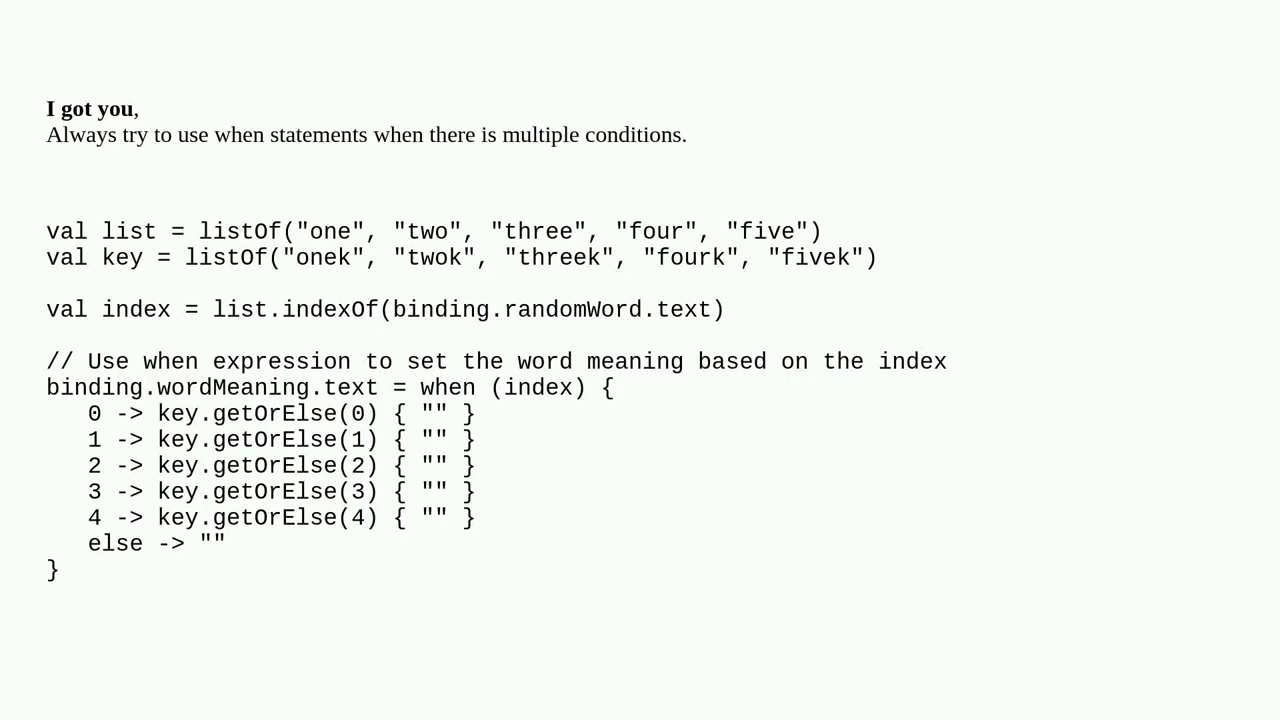 I got you,
Always try to use when statements when there is multiple conditions.
val list = listOf("one", "two", "three", "four", "five")
val key = listOf("onek", "twok", "threek", "fourk", "fivek")
val index = list.indexOf(binding.randomWord.text)
// Use when expression to set the word meaning based on the index
binding.wordMeaning.text = when (index) {
   0 -> key.getOrElse(0) { "" }
   1 -> key.getOrElse(1) { "" }
   2 -> key.getOrElse(2) { "" }
   3 -> key.getOrElse(3) { "" }
   4 -> key.getOrElse(4) { "" }
   else -> ""
}